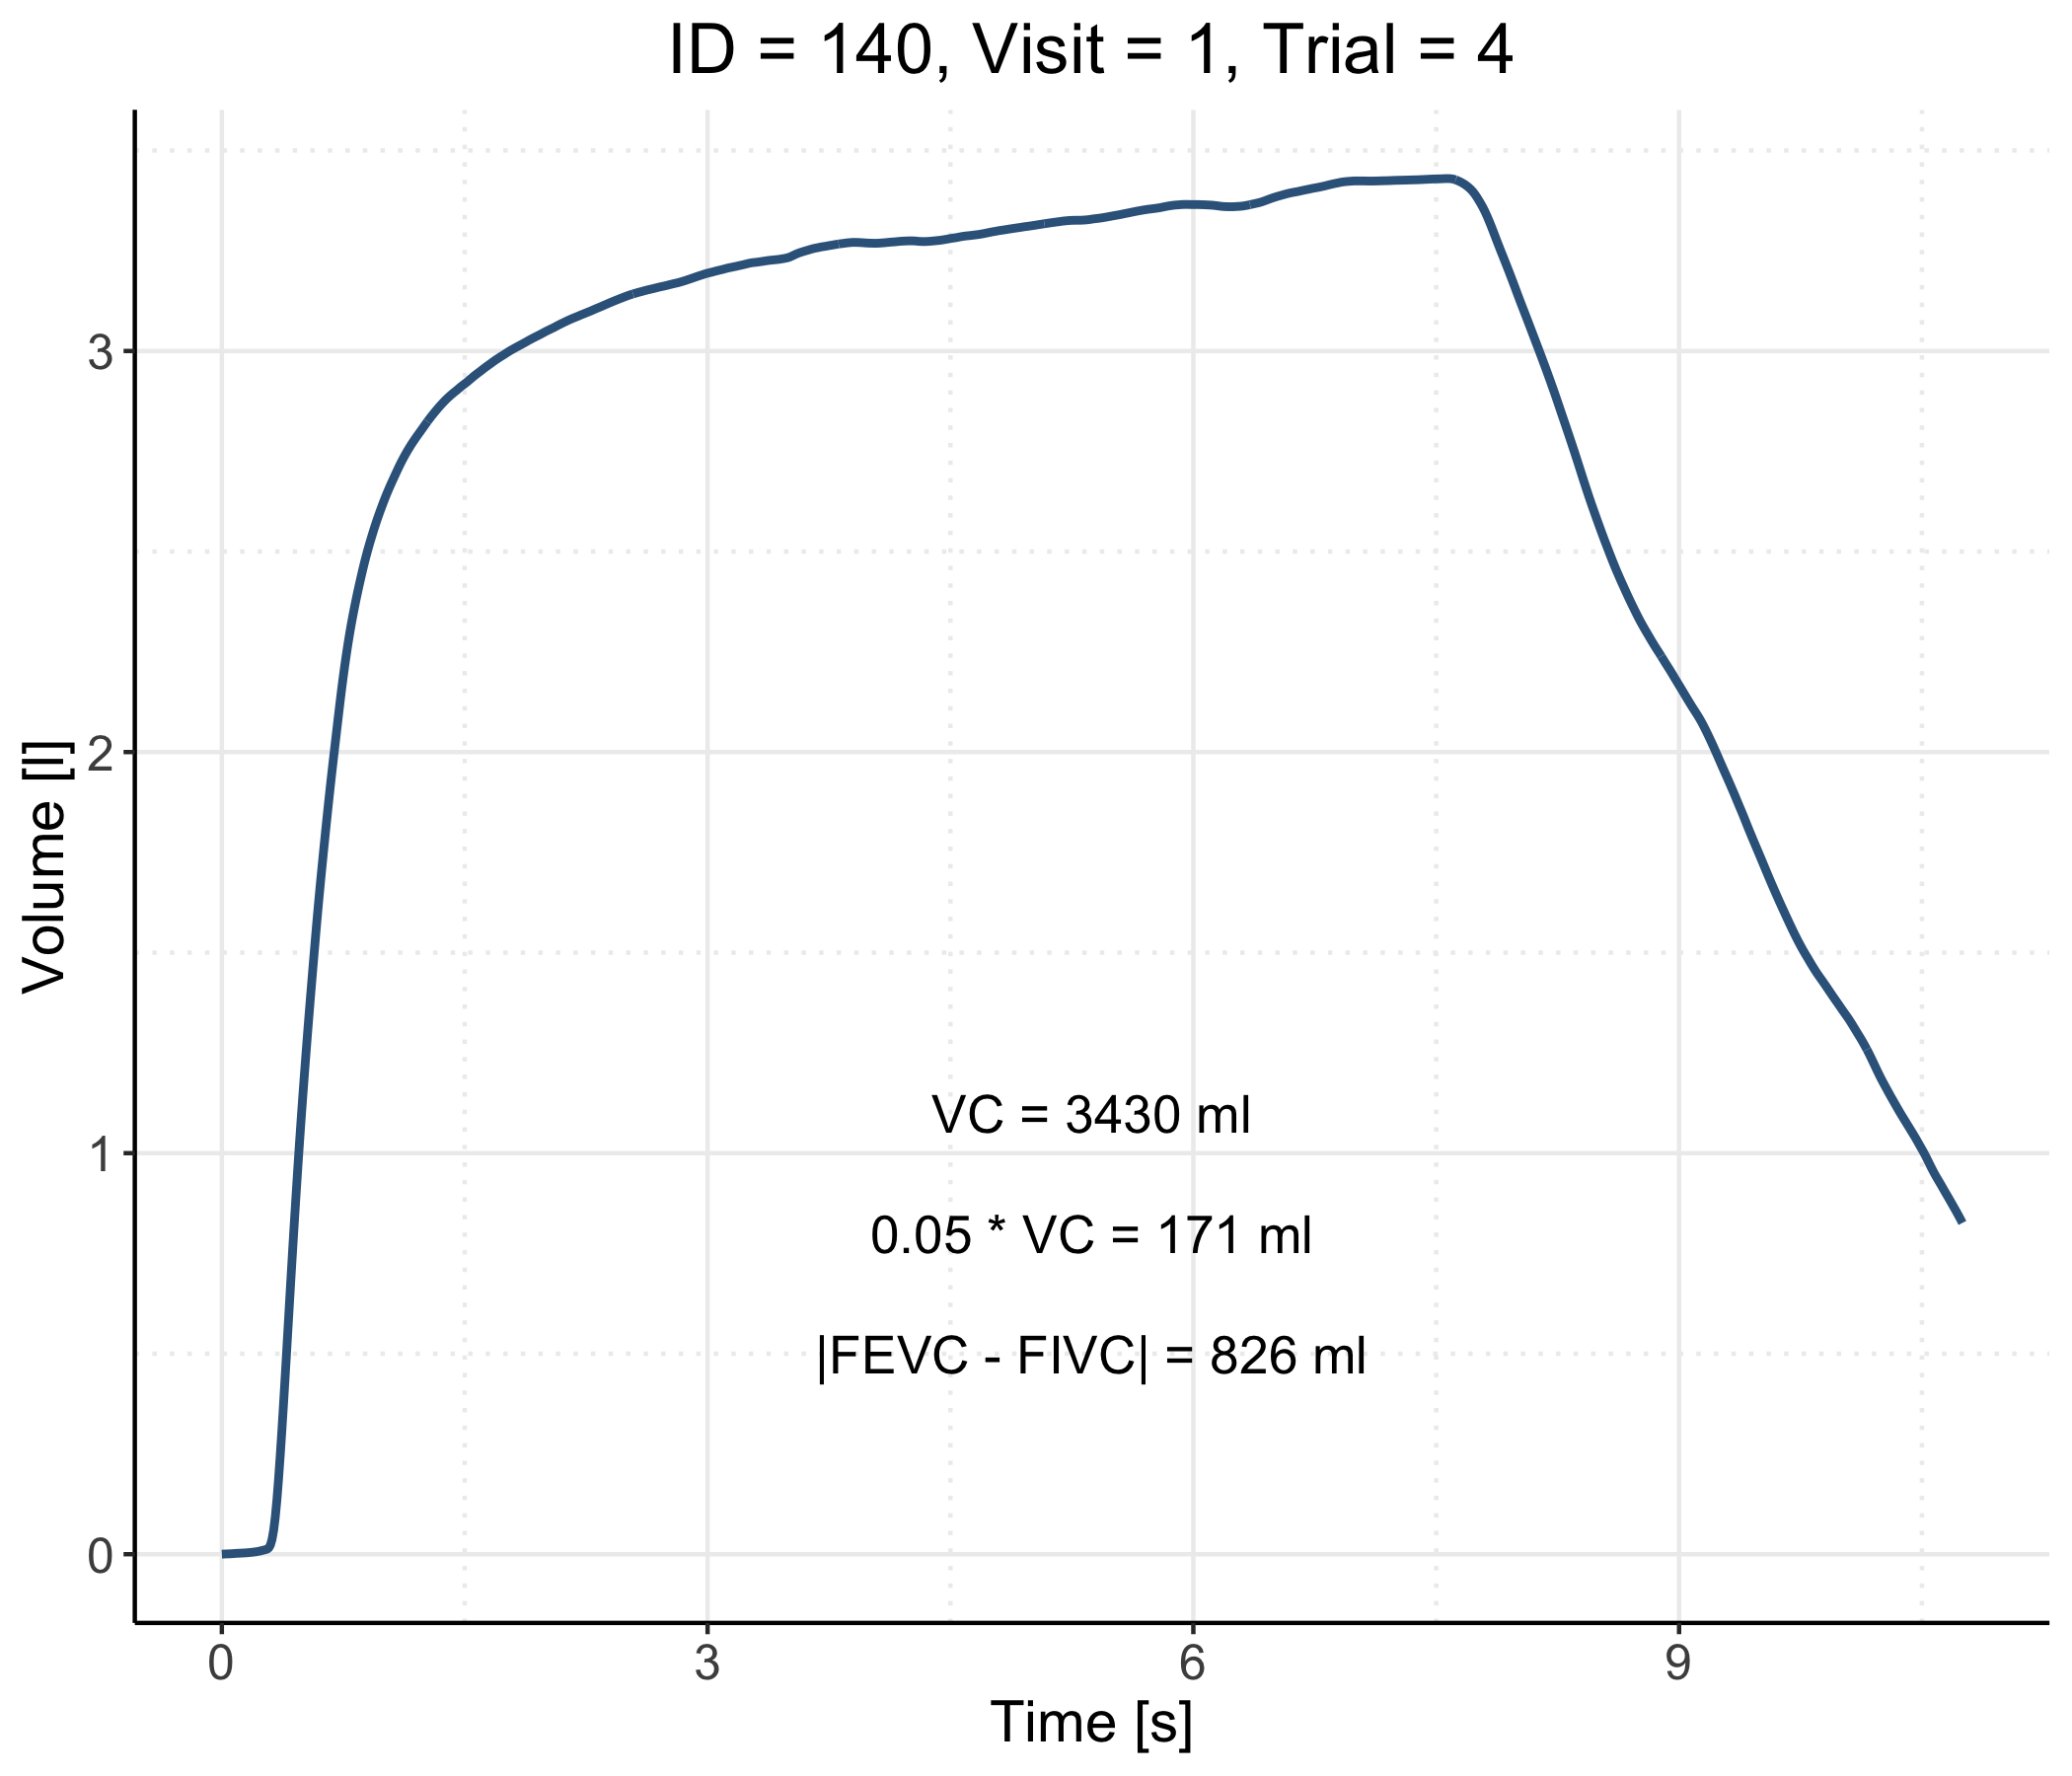 ID = 140, Visit = 1, Trial = 4
3
2
1
0
Volume [l]
VC = 3430 ml
0.05 * VC = 171 ml
|FEVC - FIVC| = 826 ml
0 3 6 9
Time [s]